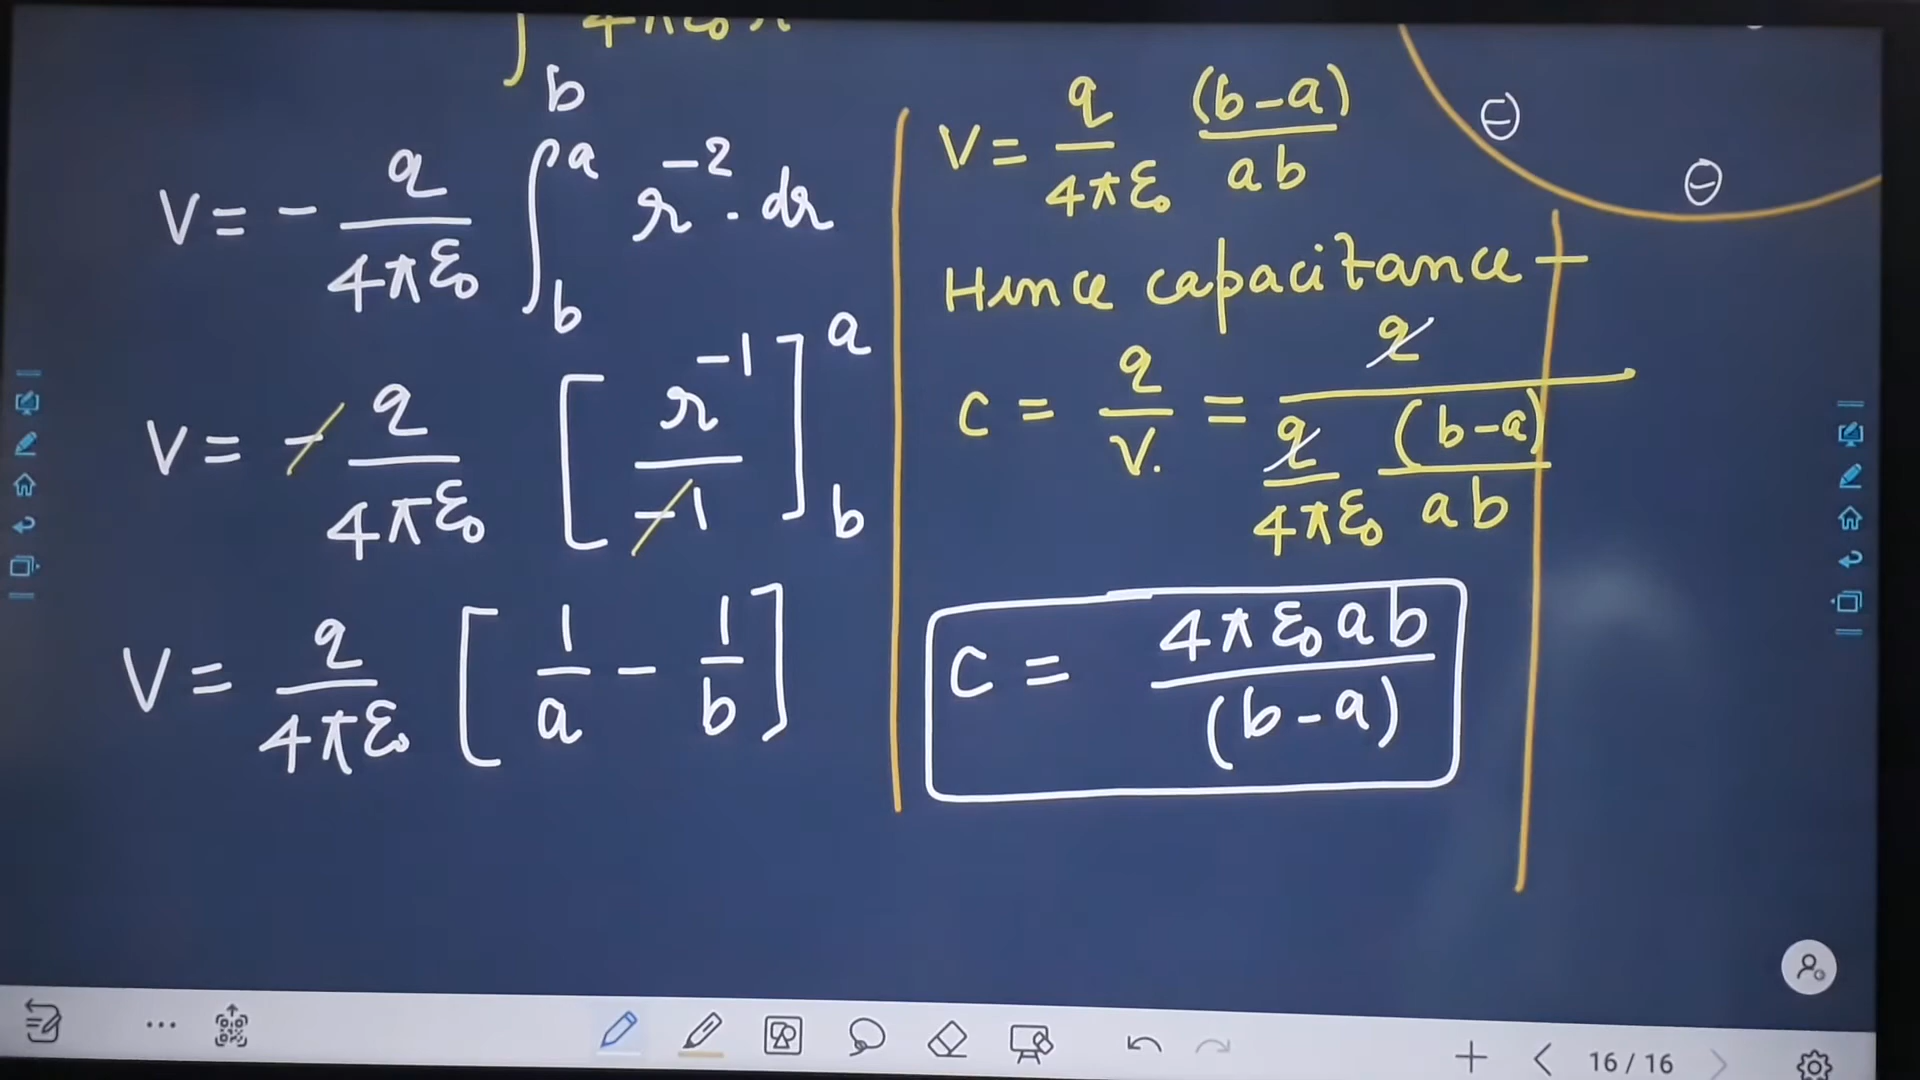 ∫ 4πε₀r
b
V = - q/4πε₀ ∫_b^a r⁻² · dr
V = - q/4πε₀ [r⁻¹/-1]_b^a
V = q/4πε₀ [1/a - 1/b]
V = q/4πε₀ (b-a)/ab
Hence capacitance -
C = q/V. = q / (q/4πε₀ (b-a)/ab)
C = 4πε₀ab/(b-a)
⊖
⊖
16 / 16